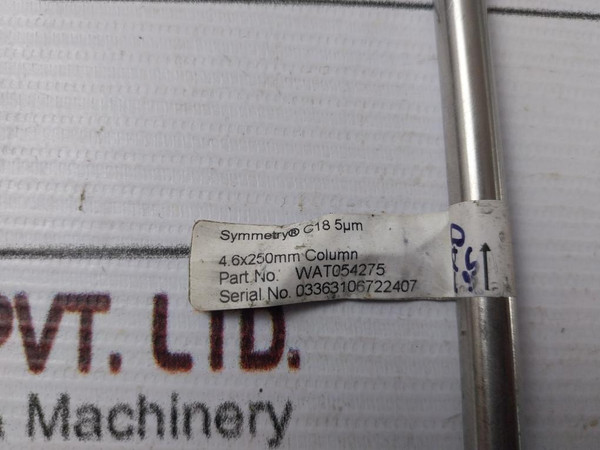 Symmetry® C18 5µm
4.6x250mm Column
Part No. WAT054275
Serial No. 03363106722407
PVT. LTD.
& Machinery